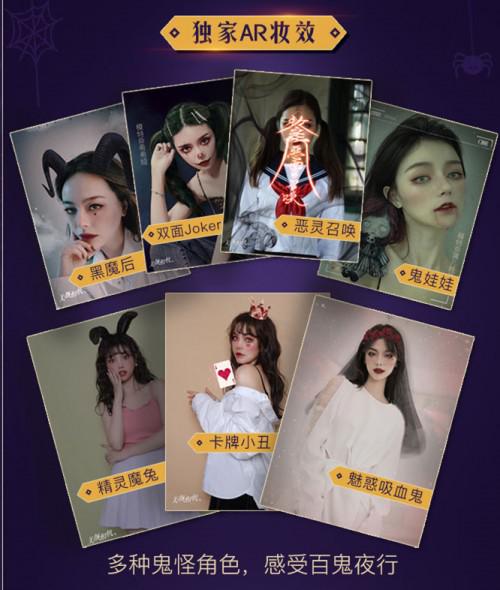 独家AR妆效
黑魔后
双面Joker
恶灵召唤
鬼娃娃
精灵魔兔
卡牌小丑
魅惑吸血鬼
多种鬼怪角色，感受百鬼夜行